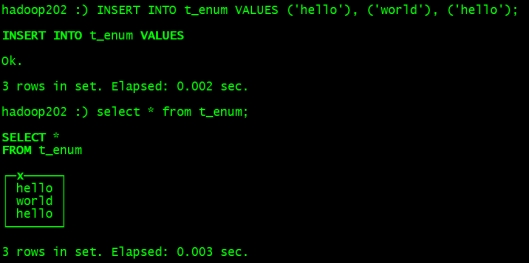 hadoop202 :) INSERT INTO t_enum VALUES ('hello'), ('world'), ('hello');
INSERT INTO t_enum VALUES
Ok.
3 rows in set. Elapsed: 0.002 sec.
hadoop202 :) select * from t_enum;
SELECT *
FROM t_enum
x
hello
world
hello
3 rows in set. Elapsed: 0.003 sec.